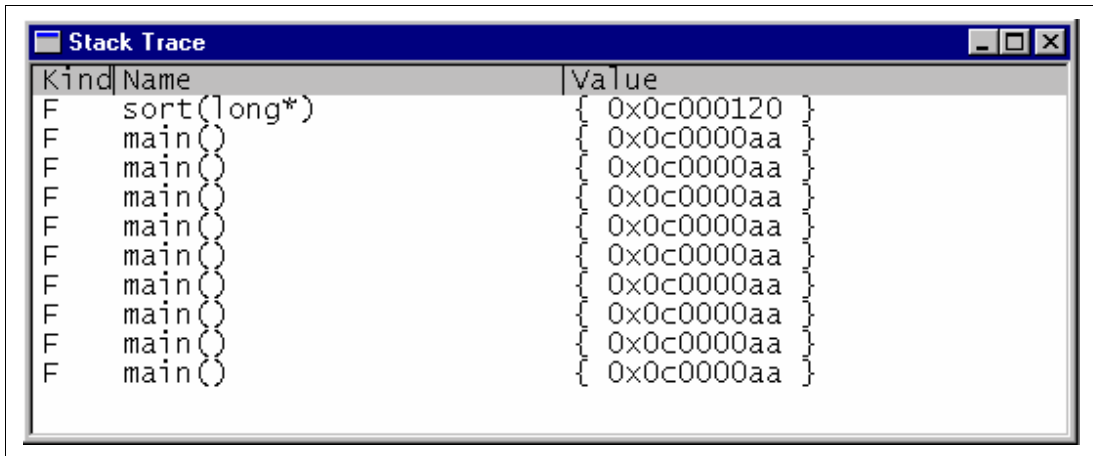 Stack Trace
Kind Name Value
F sort(long*) { 0x0c000120 }
F main() { 0x0c0000aa }
F main() { 0x0c0000aa }
F main() { 0x0c0000aa }
F main() { 0x0c0000aa }
F main() { 0x0c0000aa }
F main() { 0x0c0000aa }
F main() { 0x0c0000aa }
F main() { 0x0c0000aa }
F main() { 0x0c0000aa }